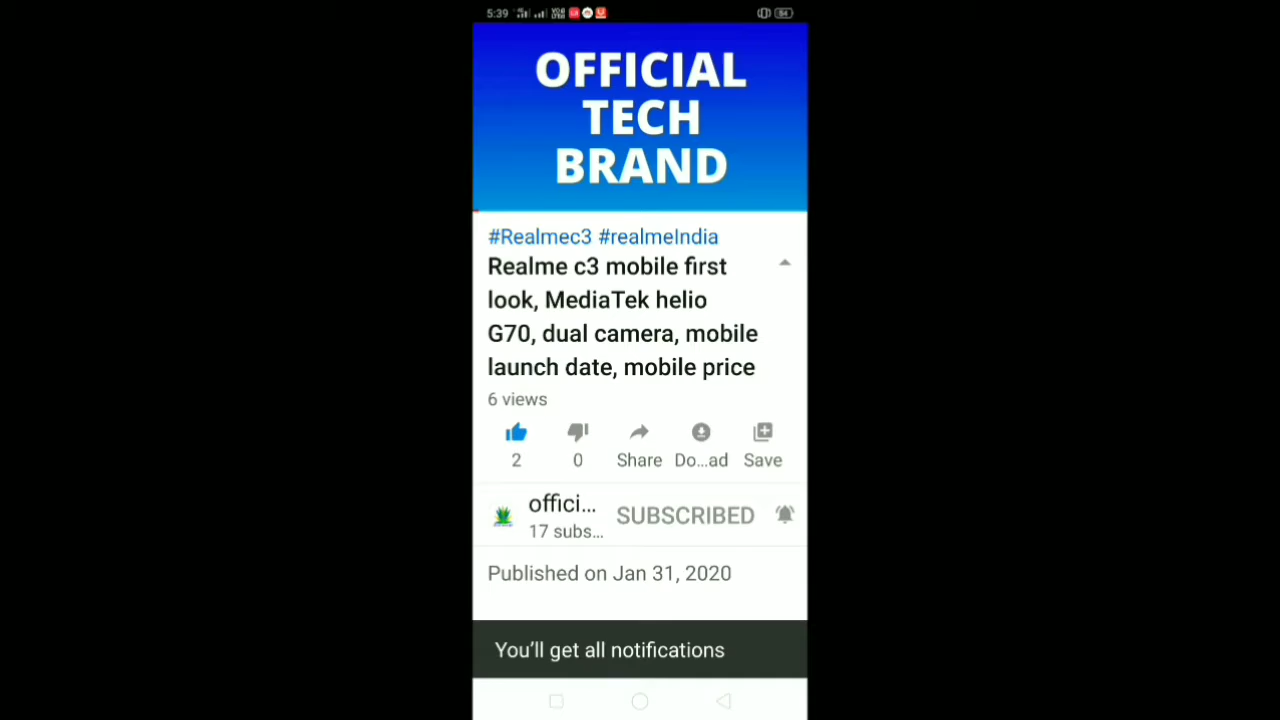 5:39
84
OFFICIAL
TECH
BRAND
#Realmec3 #realmeIndia
Realme c3 mobile first
look, MediaTek helio
G70, dual camera, mobile
launch date, mobile price
6 views
2 0 Share Do...ad Save
offici... SUBSCRIBED
17 subs...
Published on Jan 31, 2020
You’ll get all notifications